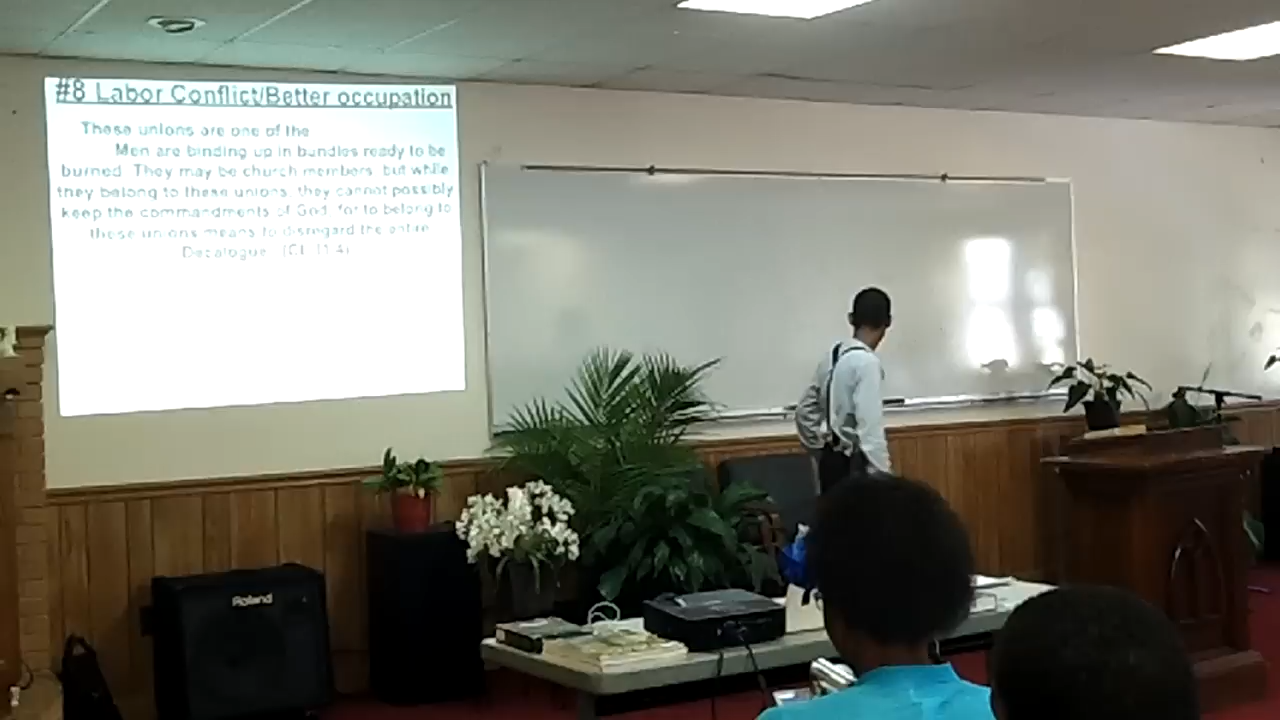 #8 Labor Conflict/Better occupation
These unions are one of the
Men are binding up in bundles ready to be
burned. They may be church members, but while
they belong to these unions, they cannot possibly
keep the commandments of God, for to belong to
these unions means to disregard the entire
Decalogue.
Roland